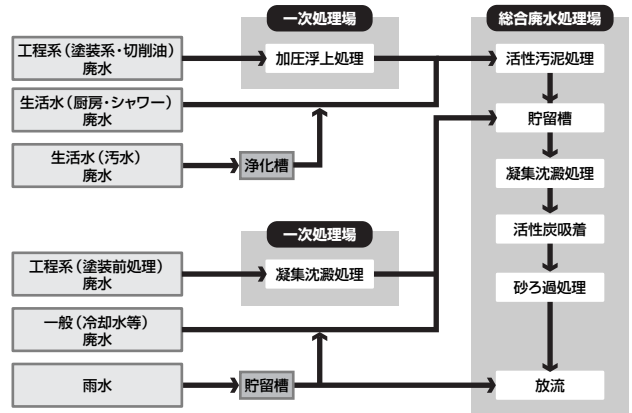 一次処理場
総合廃水処理場
工程系（塗装系・切削油）
廃水
加圧浮上処理
活性汚泥処理
生活水（厨房・シャワー）
廃水
貯留槽
生活水（汚水）
廃水
浄化槽
凝集沈澱処理
一次処理場
活性炭吸着
工程系（塗装前処理）
廃水
凝集沈澱処理
砂ろ過処理
一般（冷却水等）
廃水
雨水
貯留槽
放流